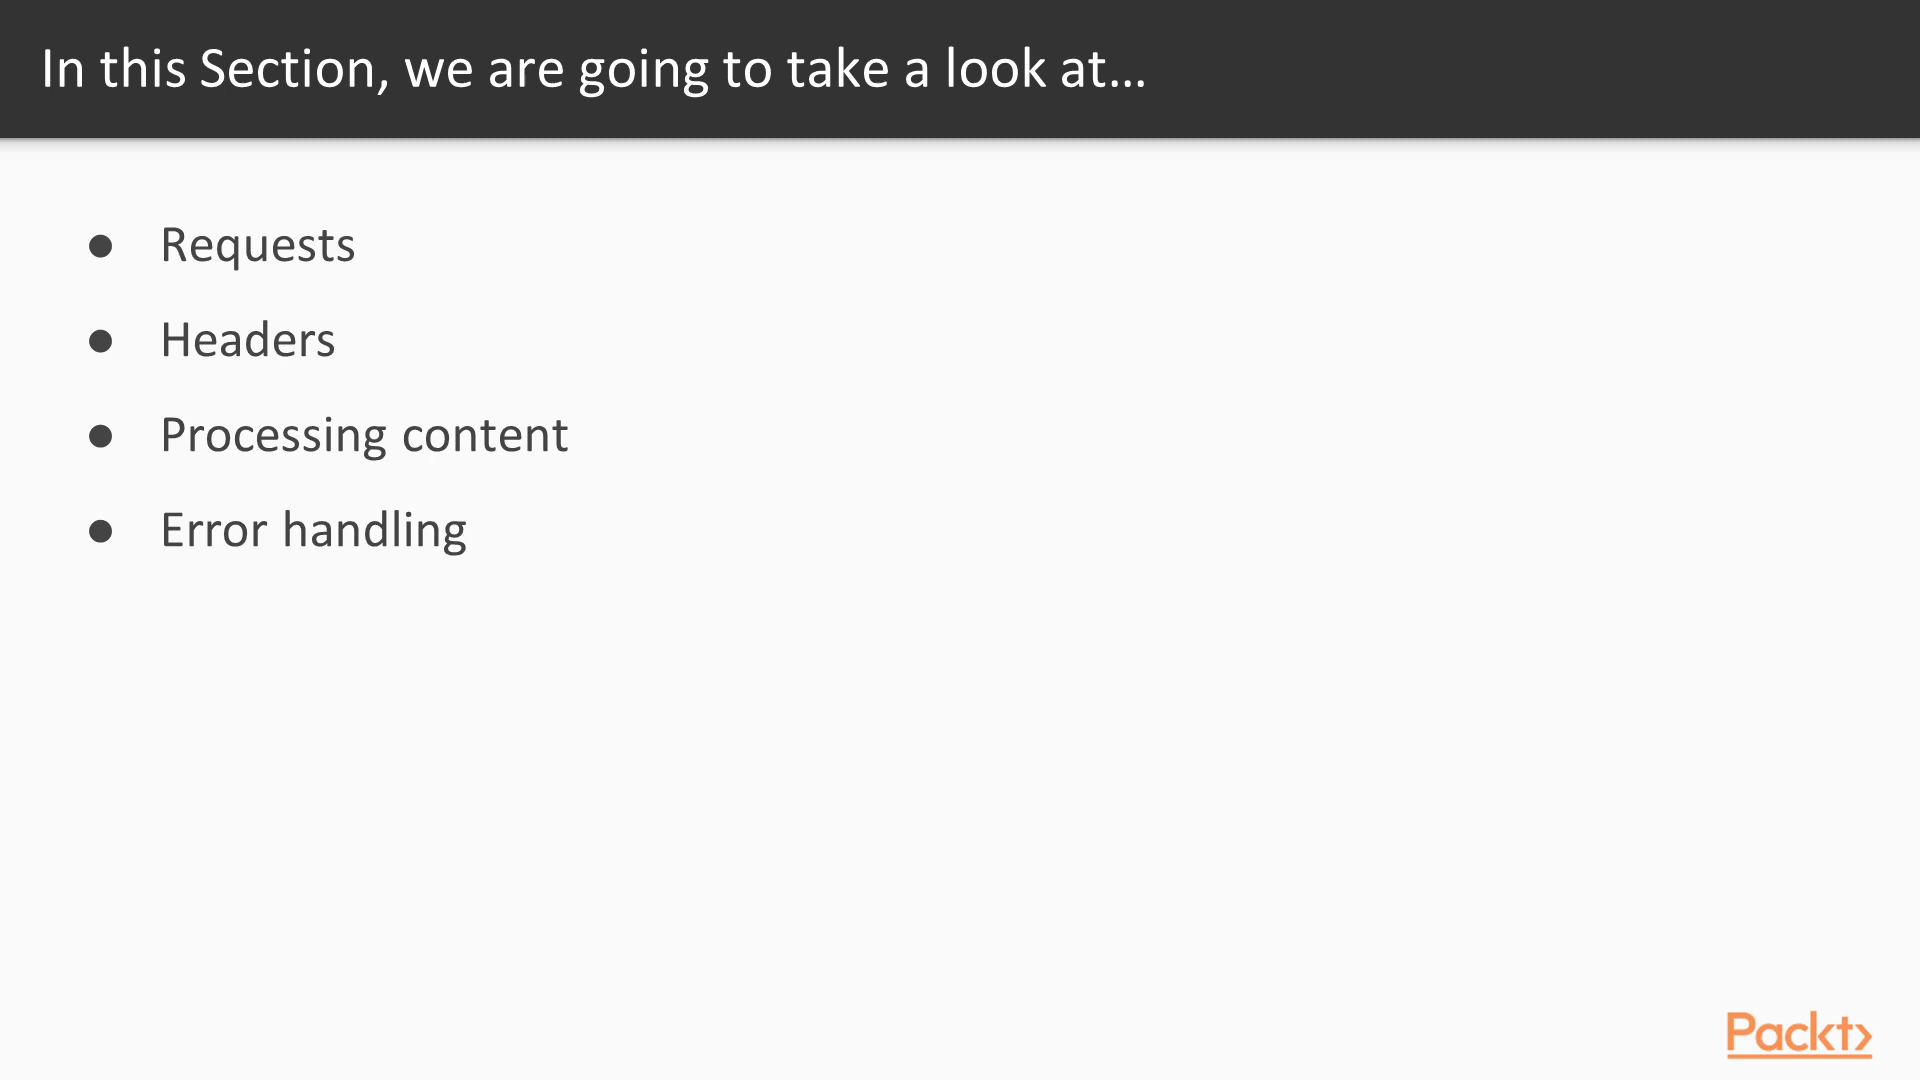 In this Section, we are going to take a look at...
● Requests
● Headers
● Processing content
● Error handling
Packt>